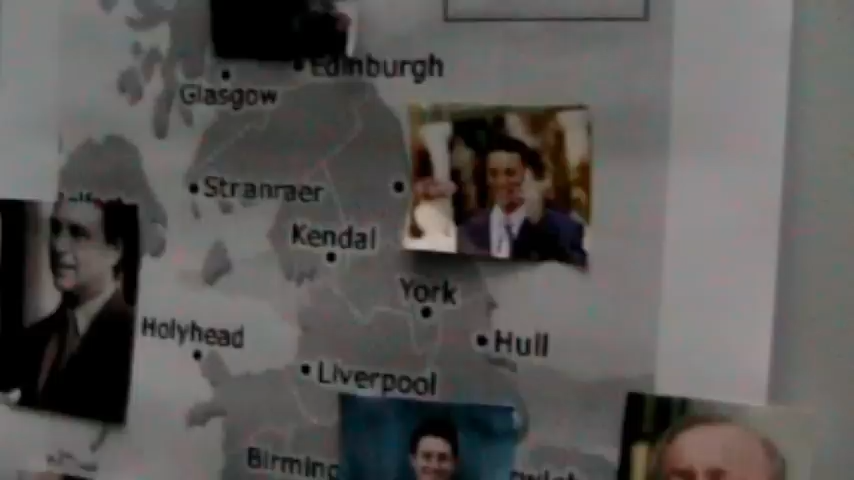 Edinburgh
Glasgow
Stranraer
Kendal
York
Holyhead
Hull
Liverpool